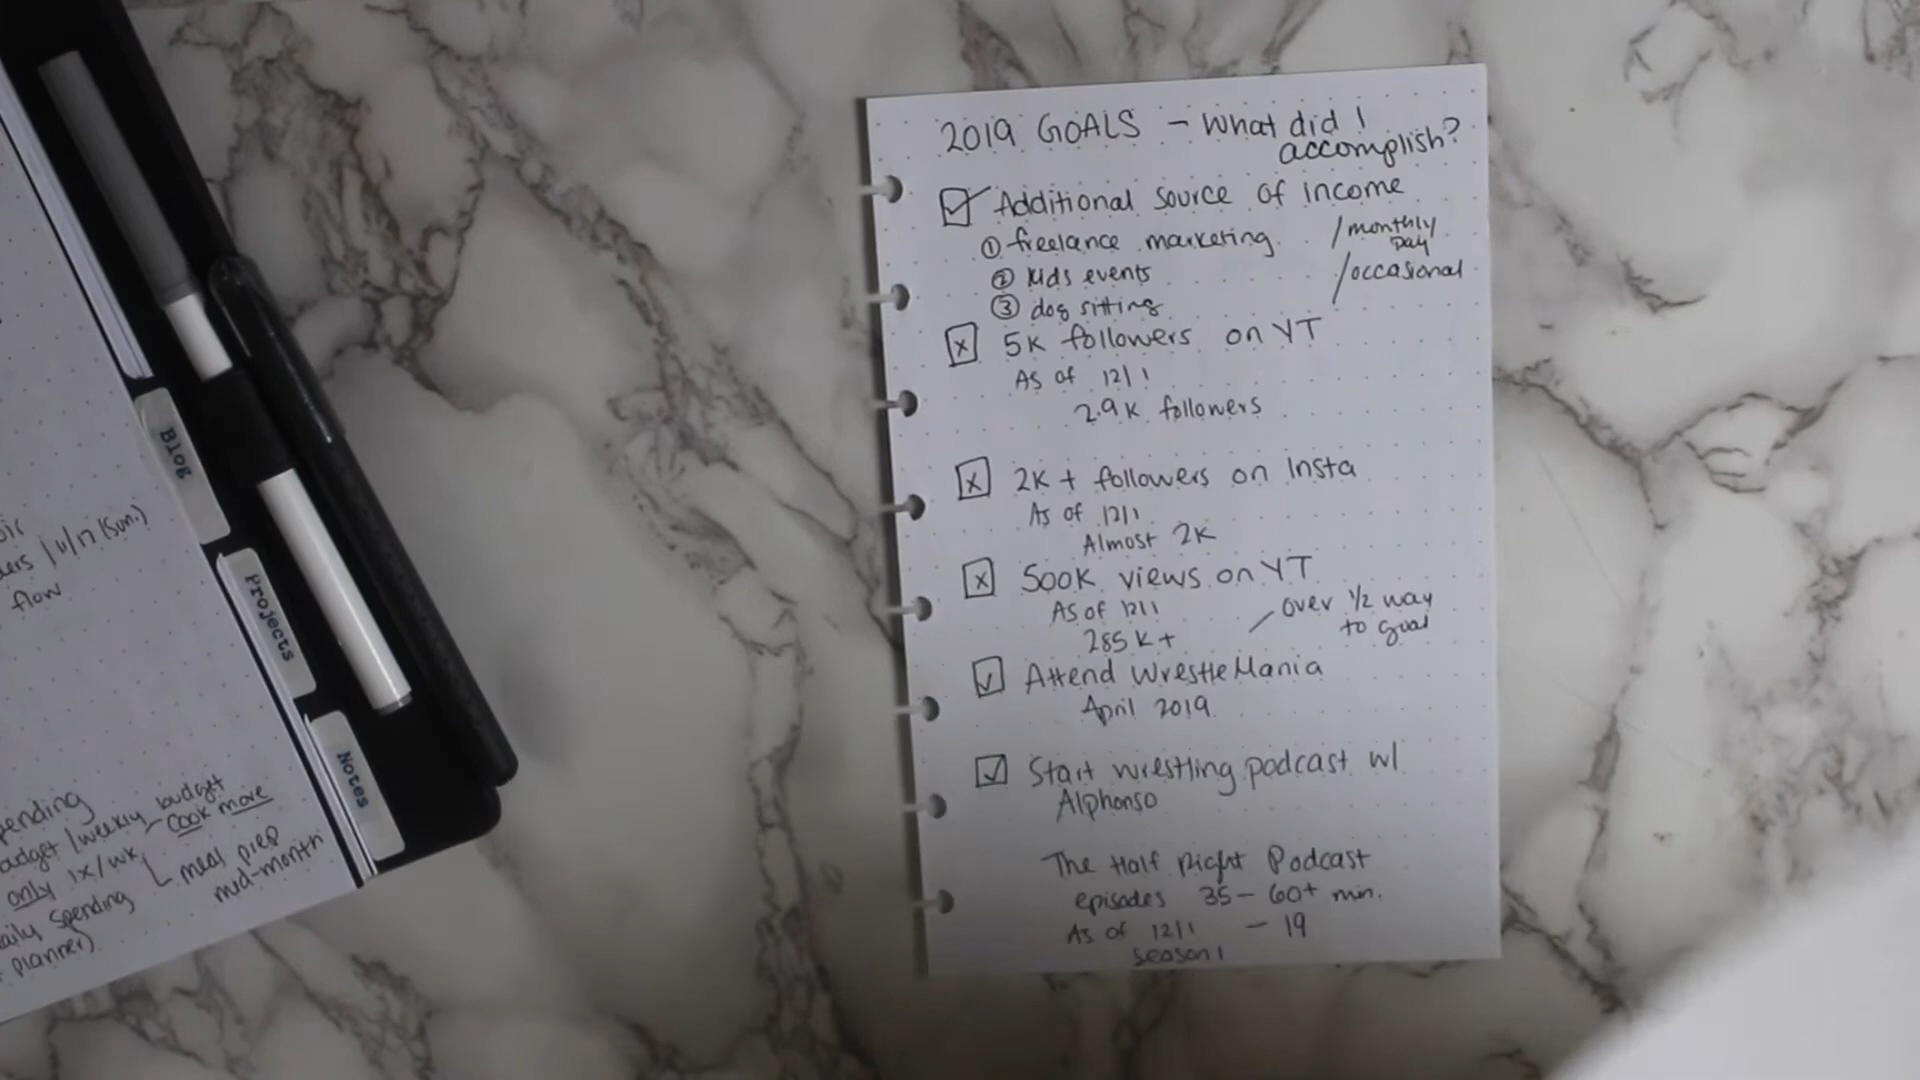 2019 GOALS – What did I
accomplish?
Additional source of income
① freelance marketing /monthly
pay
② kids events /occasional
③ dog sitting
5K followers on YT
As of 12/1
2.9K followers
2K + followers on Insta
As of 12/1
Almost 2K
500K views on YT
As of 12/1 over 1/2 way
285K+ to goal
Attend WrestleMania
April 2019
Start wrestling podcast w/
Alphonso
The Half Right Podcast
episodes 35 – 60+ min.
As of 12/1 – 19
Season 1
Blog
Projects
Notes
11/17 (Sun.)
flow
budget
/weekly – cook more
only 1x/wk
meal prep
mid-month
spending
planner)